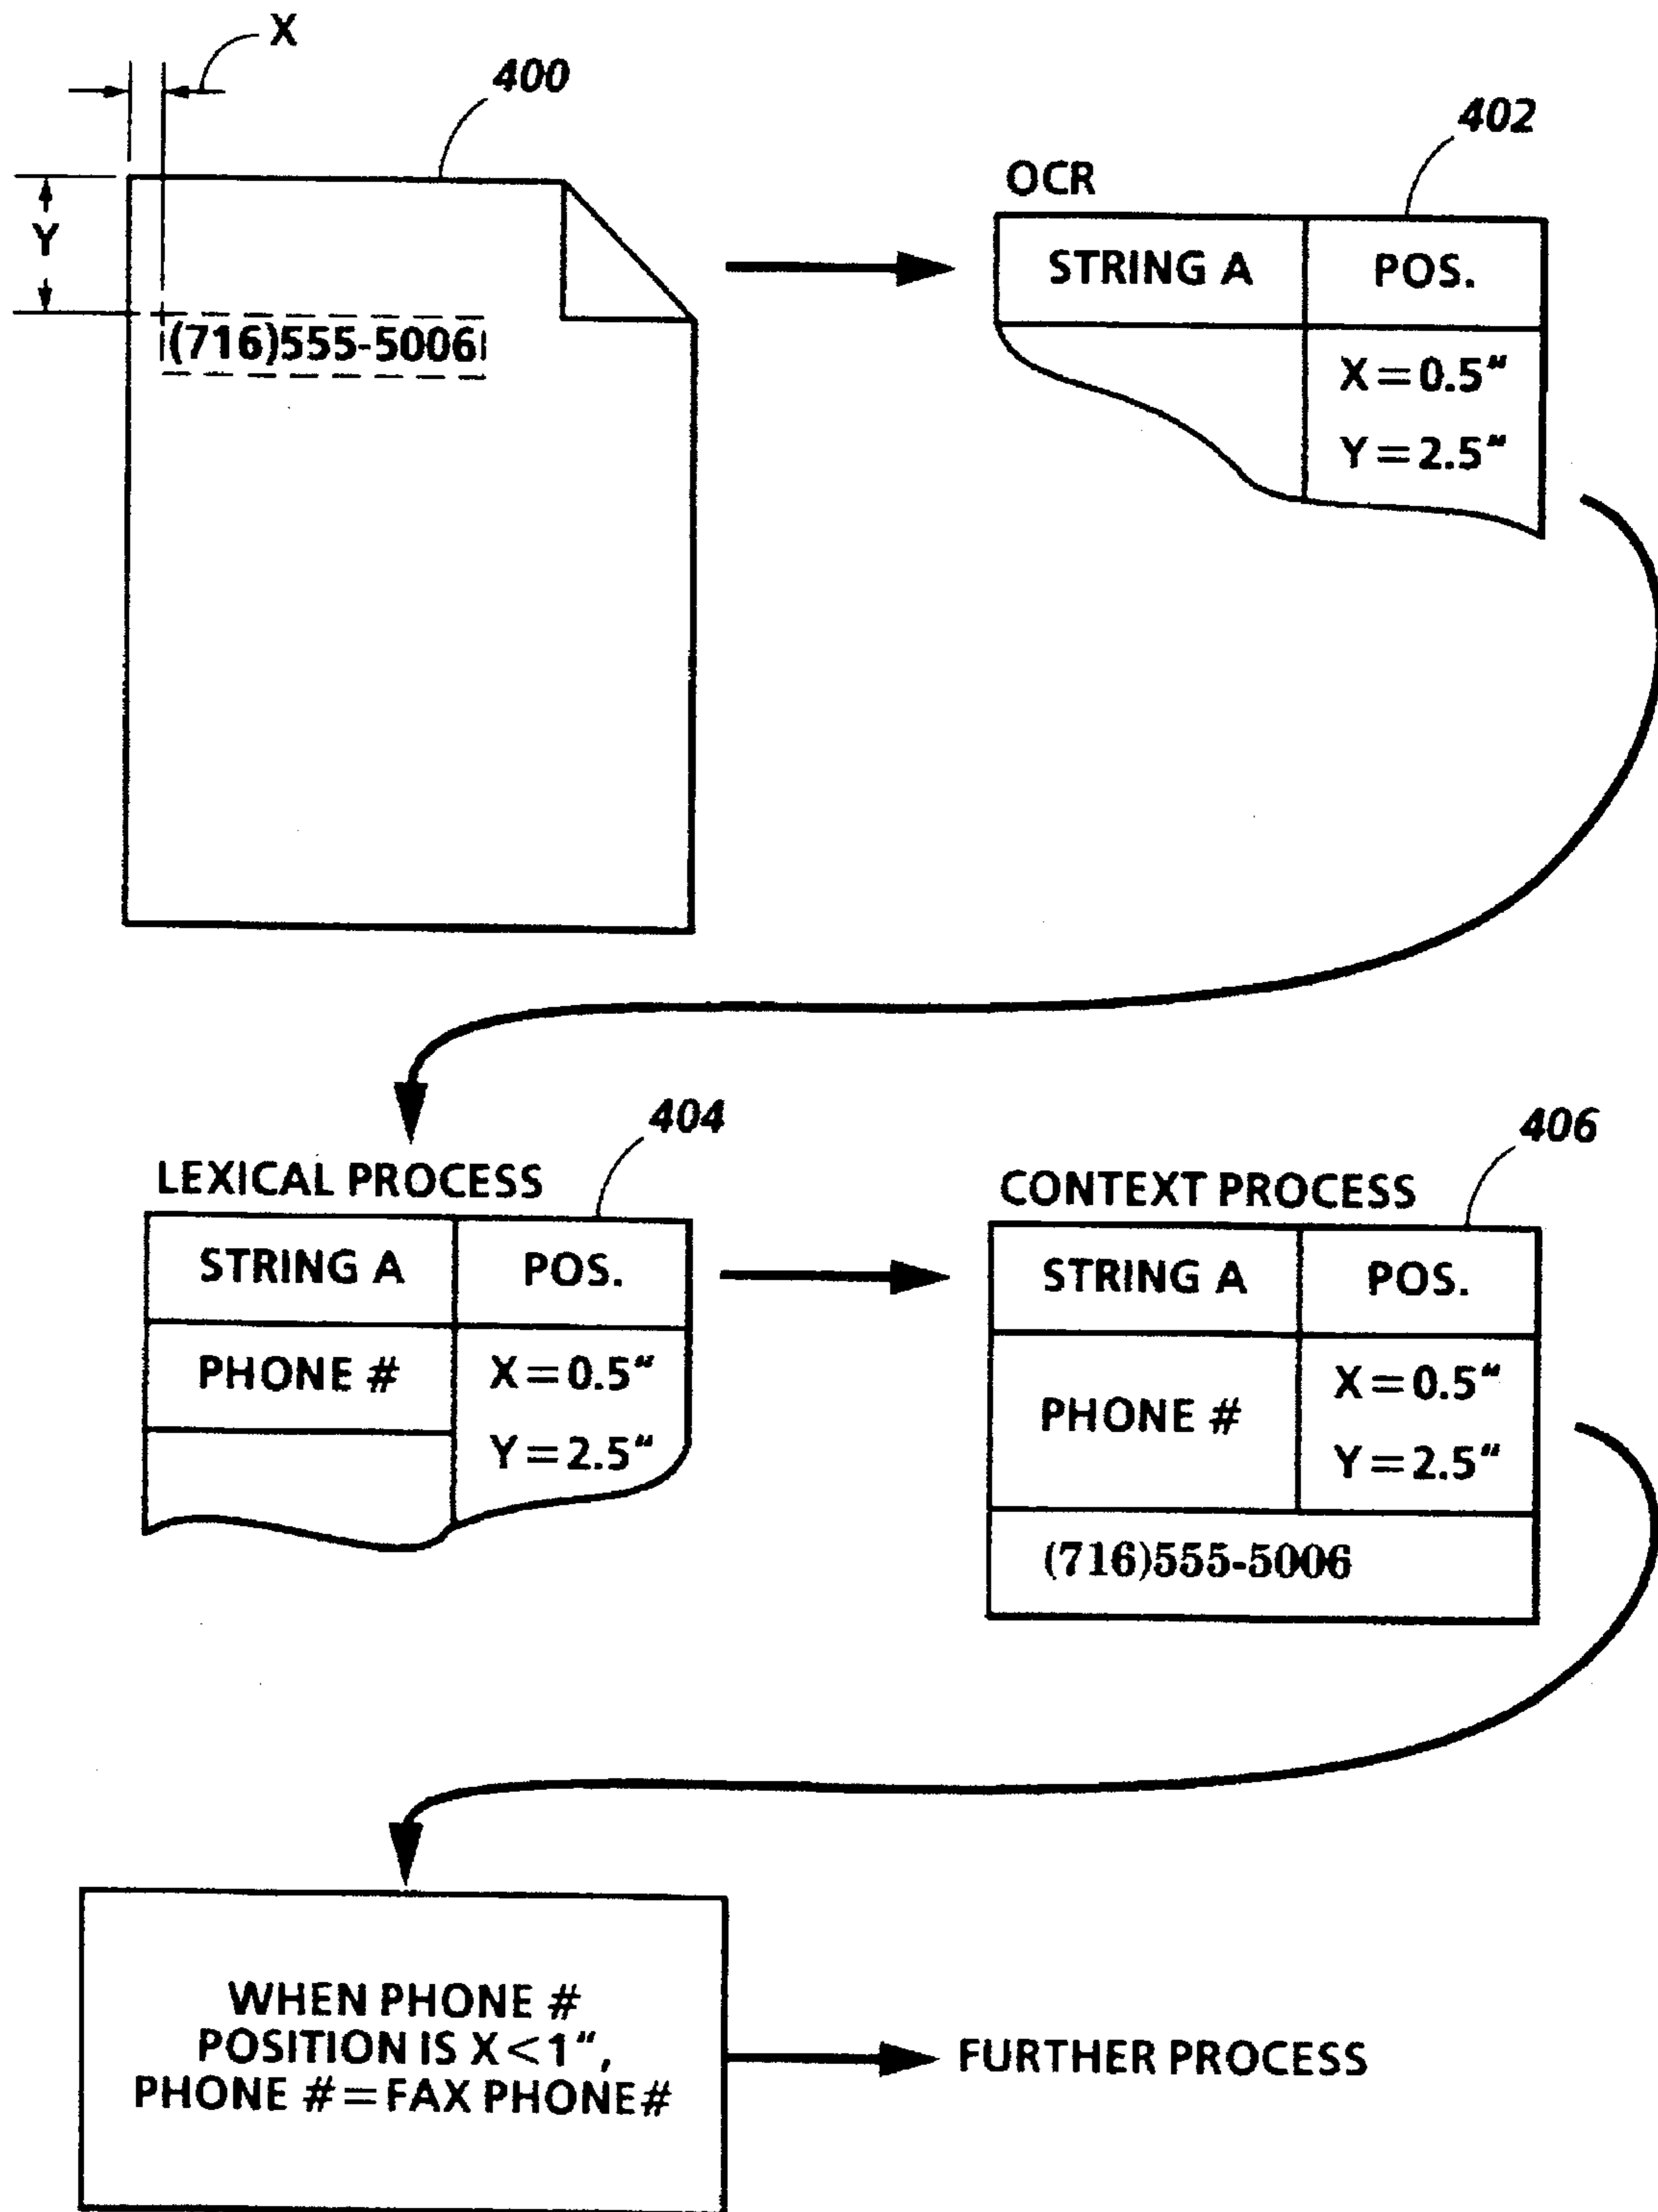 X
400
402
OCR
Y
STRING A POS.
(716)555-5006
X=0.5"
Y=2.5"
404
406
LEXICAL PROCESS
CONTEXT PROCESS
STRING A POS.
STRING A POS.
PHONE # X=0.5"
Y=2.5"
PHONE # X=0.5"
Y=2.5"
(716)555-5006
WHEN PHONE #
POSITION IS X<1",
PHONE #=FAX PHONE#
FURTHER PROCESS